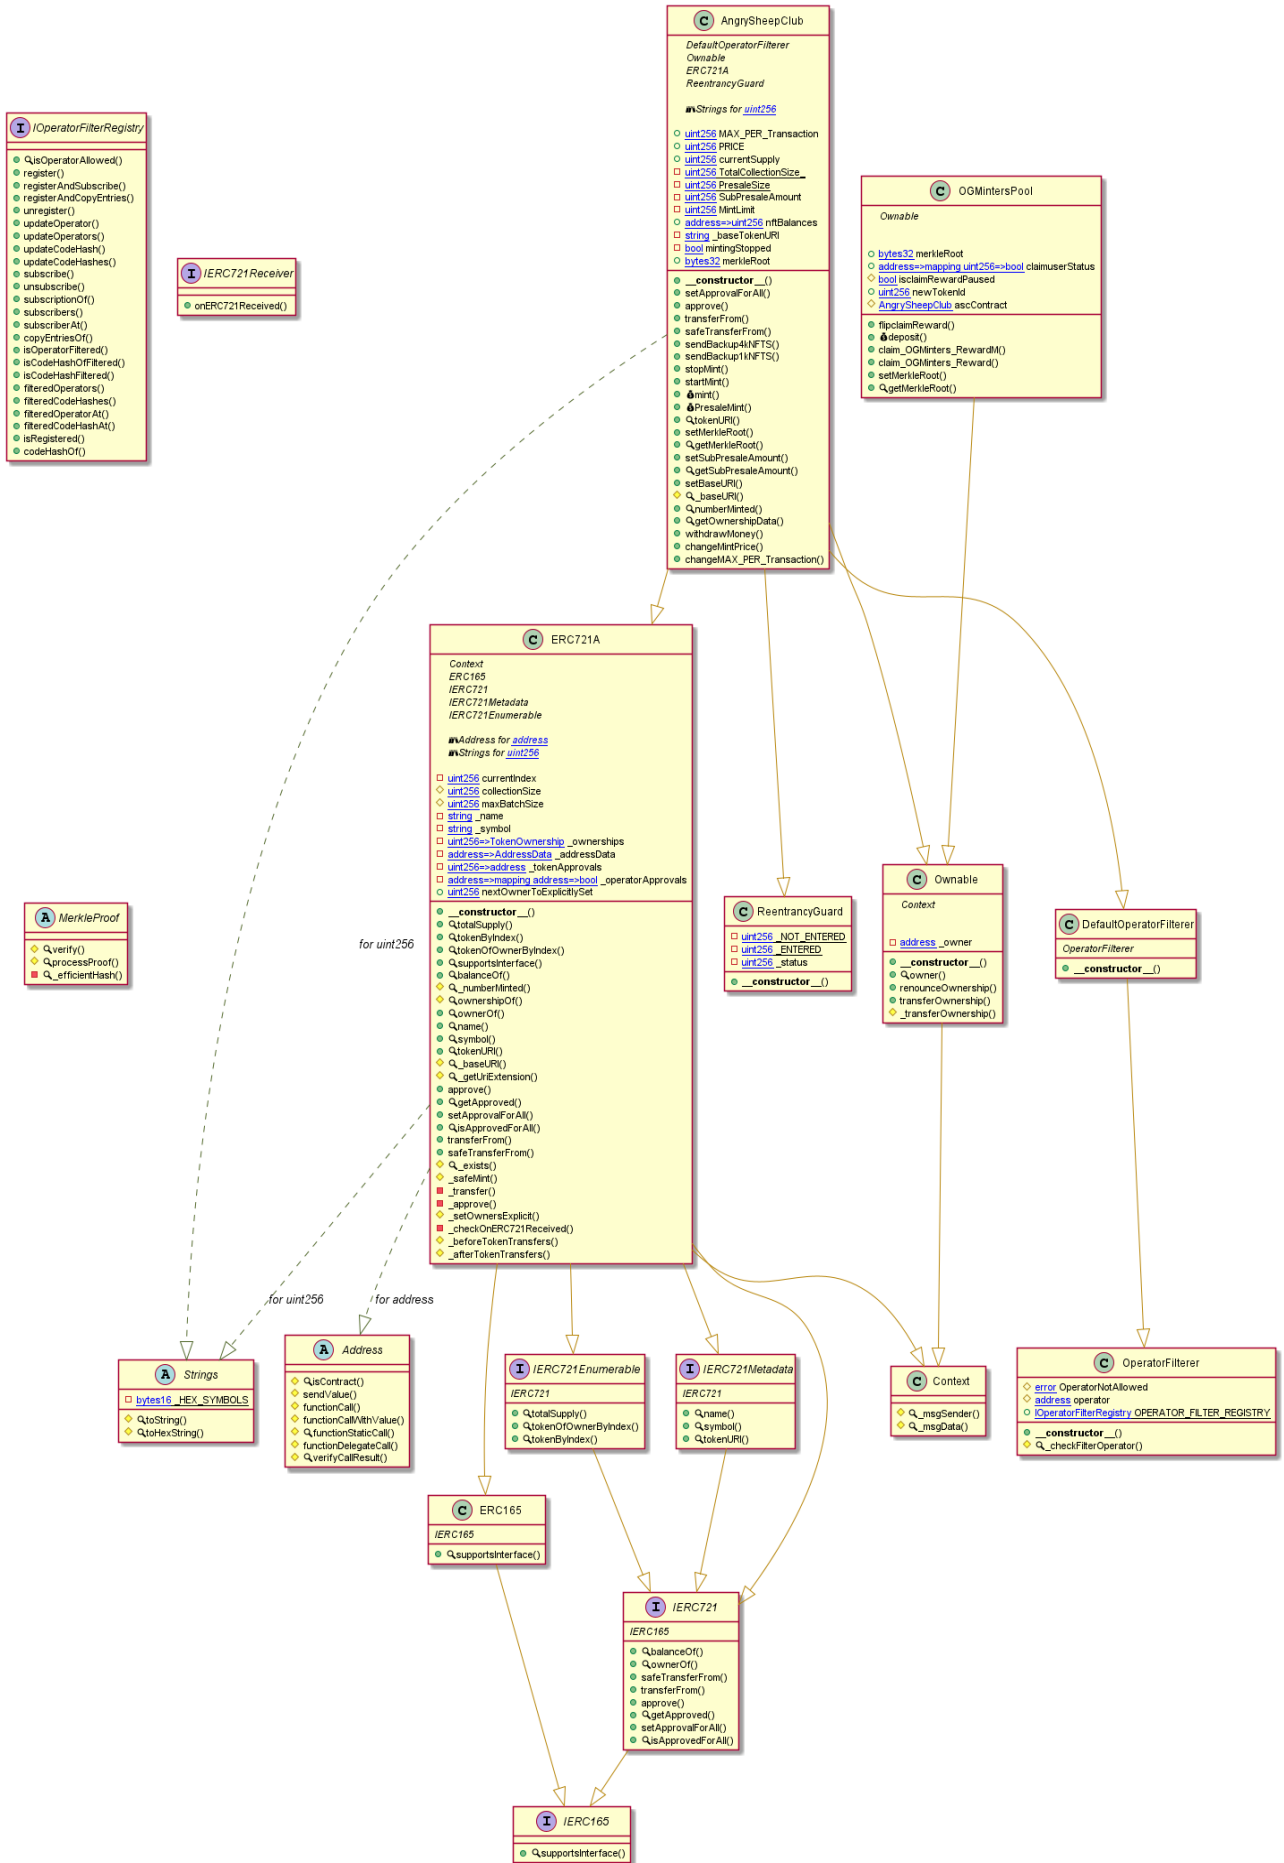 C AngrySheepClub
DefaultOperatorFilterer
Ownable
ERC721A
ReentrancyGuard
Strings for uint256
uint256 MAX_PER_Transaction
uint256 PRICE
uint256 currentSupply
uint256 TotalCollectionSize_
uint256 PresaleSize
uint256 SubPresaleAmount
uint256 MintLimit
address=>uint256 nftBalances
string _baseTokenURI
bool mintingStopped
bytes32 merkleRoot
__constructor__()
setApprovalForAll()
approve()
transferFrom()
safeTransferFrom()
sendBackup4kNFTS()
sendBackup1kNFTS()
stopMint()
startMint()
mint()
PresaleMint()
tokenURI()
setMerkleRoot()
getMerkleRoot()
setSubPresaleAmount()
getSubPresaleAmount()
setBaseURI()
_baseURI()
numberMinted()
getOwnershipData()
withdrawMoney()
changeMintPrice()
changeMAX_PER_Transaction()
I IOperatorFilterRegistry
isOperatorAllowed()
register()
registerAndSubscribe()
registerAndCopyEntries()
unregister()
updateOperator()
updateOperators()
updateCodeHash()
updateCodeHashes()
subscribe()
unsubscribe()
subscriptionOf()
subscribers()
subscriberAt()
copyEntriesOf()
isOperatorFiltered()
isCodeHashOfFiltered()
isCodeHashFiltered()
filteredOperators()
filteredCodeHashes()
filteredOperatorAt()
filteredCodeHashAt()
isRegistered()
codeHashOf()
I IERC721Receiver
onERC721Received()
C OGMintersPool
Ownable
bytes32 merkleRoot
address=>mapping uint256=>bool claimuserStatus
bool isclaimRewardPaused
uint256 newTokenId
AngrySheepClub ascContract
flipclaimReward()
deposit()
claim_OGMinters_RewardM()
claim_OGMinters_Reward()
setMerkleRoot()
getMerkleRoot()
C ERC721A
Context
ERC165
IERC721
IERC721Metadata
IERC721Enumerable
Address for address
Strings for uint256
uint256 currentIndex
uint256 collectionSize
uint256 maxBatchSize
string _name
string _symbol
uint256=>TokenOwnership _ownerships
address=>AddressData _addressData
uint256=>address _tokenApprovals
address=>mapping address=>bool _operatorApprovals
uint256 nextOwnerToExplicitlySet
__constructor__()
totalSupply()
tokenByIndex()
tokenOfOwnerByIndex()
supportsInterface()
balanceOf()
_numberMinted()
ownershipOf()
ownerOf()
name()
symbol()
tokenURI()
_baseURI()
_getUriExtension()
approve()
getApproved()
setApprovalForAll()
isApprovedForAll()
transferFrom()
safeTransferFrom()
_exists()
_safeMint()
_transfer()
_approve()
_setOwnersExplicit()
_checkOnERC721Received()
_beforeTokenTransfers()
_afterTokenTransfers()
A MerkleProof
verify()
processProof()
_efficientHash()
for uint256
C ReentrancyGuard
uint256 _NOT_ENTERED
uint256 _ENTERED
uint256 _status
__constructor__()
C Ownable
Context
address _owner
__constructor__()
owner()
renounceOwnership()
transferOwnership()
_transferOwnership()
C DefaultOperatorFilterer
OperatorFilterer
__constructor__()
for uint256
for address
A Strings
bytes16 _HEX_SYMBOLS
toString()
toHexString()
A Address
isContract()
sendValue()
functionCall()
functionCallWithValue()
functionStaticCall()
functionDelegateCall()
verifyCallResult()
I IERC721Enumerable
IERC721
totalSupply()
tokenOfOwnerByIndex()
tokenByIndex()
I IERC721Metadata
IERC721
name()
symbol()
tokenURI()
C Context
_msgSender()
_msgData()
C OperatorFilterer
error OperatorNotAllowed
address operator
IOperatorFilterRegistry OPERATOR_FILTER_REGISTRY
__constructor__()
_checkFilterOperator()
C ERC165
IERC165
supportsInterface()
I IERC721
IERC165
balanceOf()
ownerOf()
safeTransferFrom()
transferFrom()
approve()
getApproved()
setApprovalForAll()
isApprovedForAll()
I IERC165
supportsInterface()